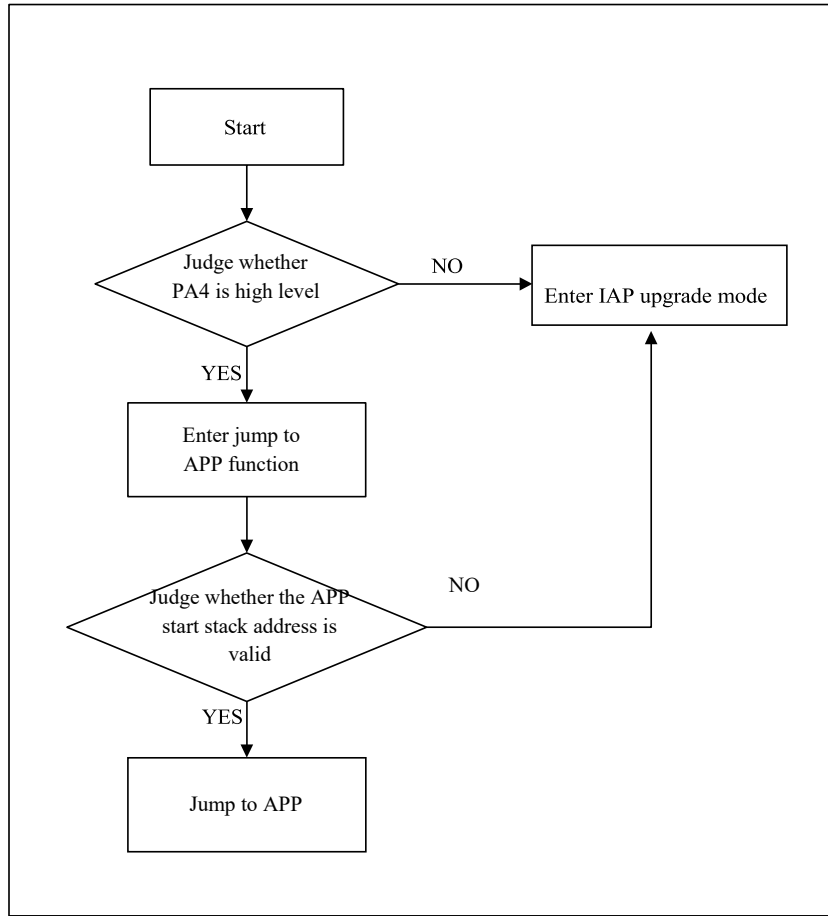 Start
Judge whether
PA4 is high level
NO
Enter IAP upgrade mode
YES
Enter jump to
APP function
Judge whether the APP
start stack address is
valid
NO
YES
Jump to APP